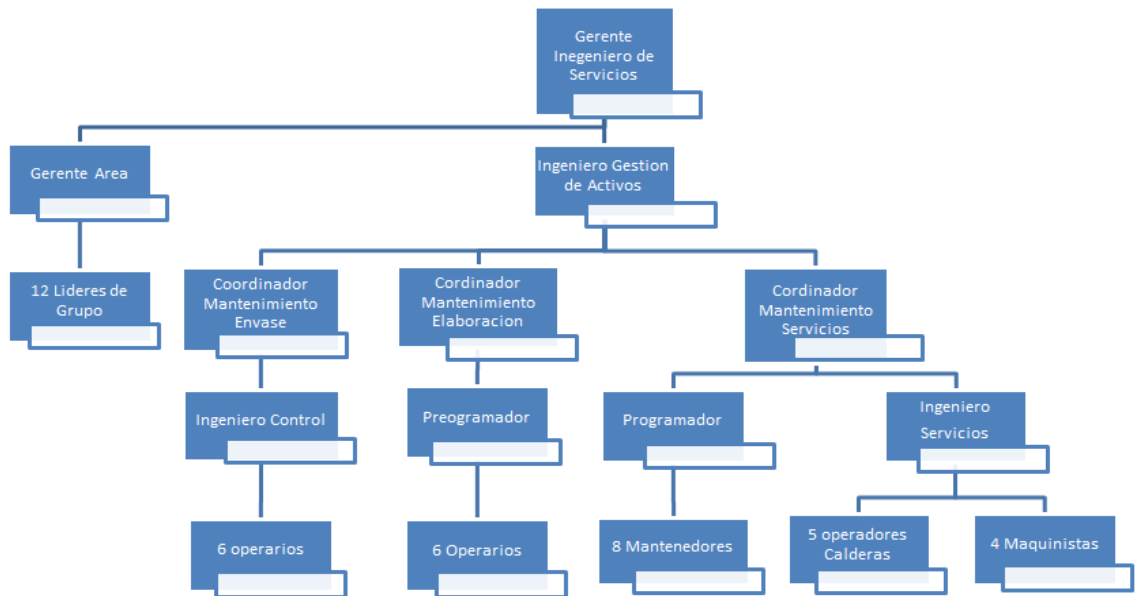 Gerente
Inegeniero de
Servicios
Gerente Area
Ingeniero Gestion
de Activos
12 Lideres de
Grupo
Coordinador
Mantenimiento
Envase
Cordinador
Mantenimiento
Elaboracion
Cordinador
Mantenimiento
Servicios
Ingeniero Control
Preogramador
Programador
Ingeniero
Servicios
6 operarios
6 Operarios
8 Mantenedores
5 operadores
Calderas
4 Maquinistas